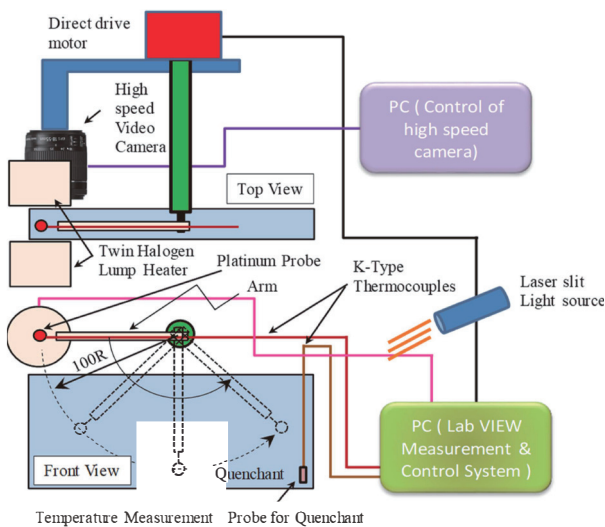 Direct drive
motor
High
speed
Video
Camera
PC ( Control of
high speed
camera)
Top View
Twin Halogen
Lump Heater
Platinum Probe
Arm
K-Type
Thermocouples
Laser slit
Light source
100R
PC ( Lab VIEW
Measurement &
Control System )
Front View
Quenchant
Temperature Measurement
Probe for Quenchant